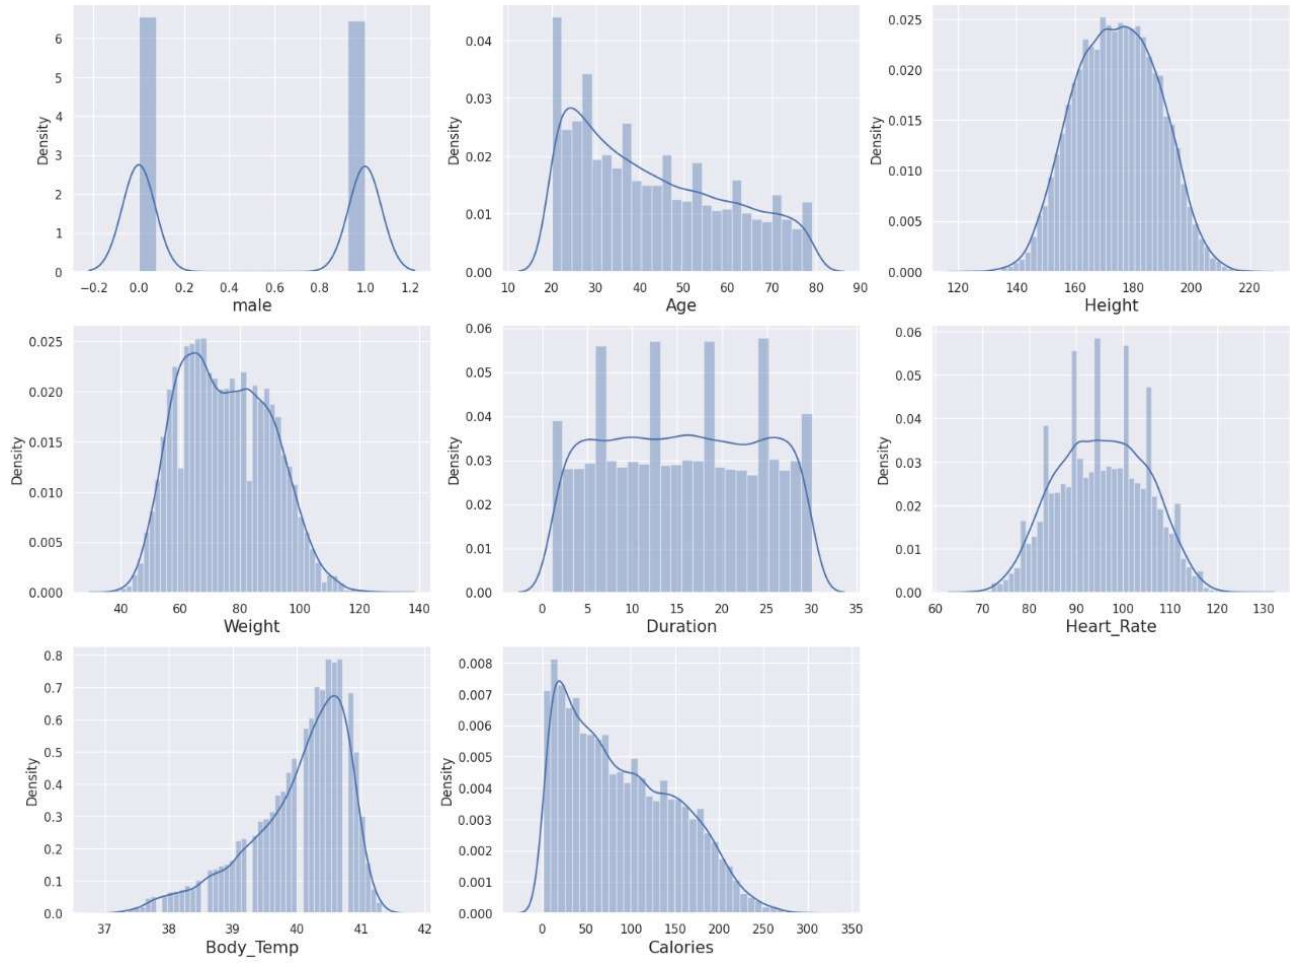 Density
6
5
4
3
2
1
0
−0.2 0.0 0.2 0.4 0.6 0.8 1.0 1.2
male
Density
0.04
0.03
0.02
0.01
0.00
10 20 30 40 50 60 70 80 90
Age
Density
0.025
0.020
0.015
0.010
0.005
0.000
120 140 160 180 200 220
Height
Density
0.025
0.020
0.015
0.010
0.005
0.000
40 60 80 100 120 140
Weight
Density
0.06
0.05
0.04
0.03
0.02
0.01
0.00
0 5 10 15 20 25 30 35
Duration
Density
0.06
0.05
0.04
0.03
0.02
0.01
0.00
60 70 80 90 100 110 120 130
Heart_Rate
Density
0.8
0.7
0.6
0.5
0.4
0.3
0.2
0.1
0.0
37 38 39 40 41 42
Body_Temp
Density
0.008
0.007
0.006
0.005
0.004
0.003
0.002
0.001
0.000
0 50 100 150 200 250 300 350
Calories